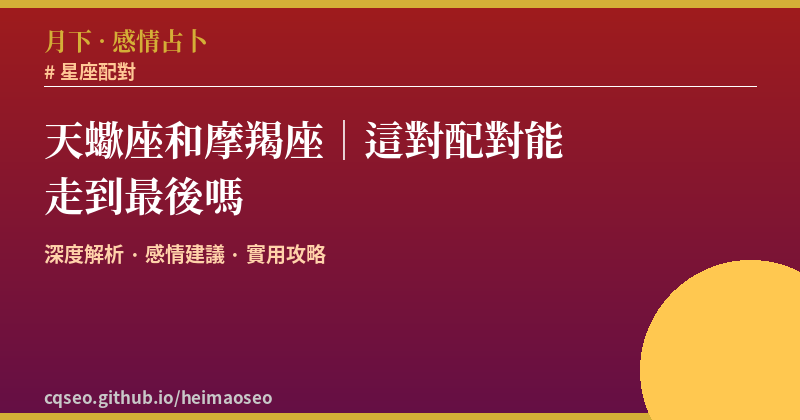 月下 · 感情占卜
# 星座配對
天蠍座和摩羯座｜這對配對能
走到最後嗎
深度解析 · 感情建議 · 實用攻略
cqseo.github.io/heimaoseo